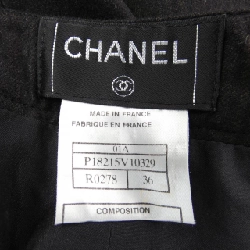 CHANEL
MADE IN FRANCE
FABRIQUE EN FRANCE
01A
P18215V10329
R0278 36
COMPOSITION